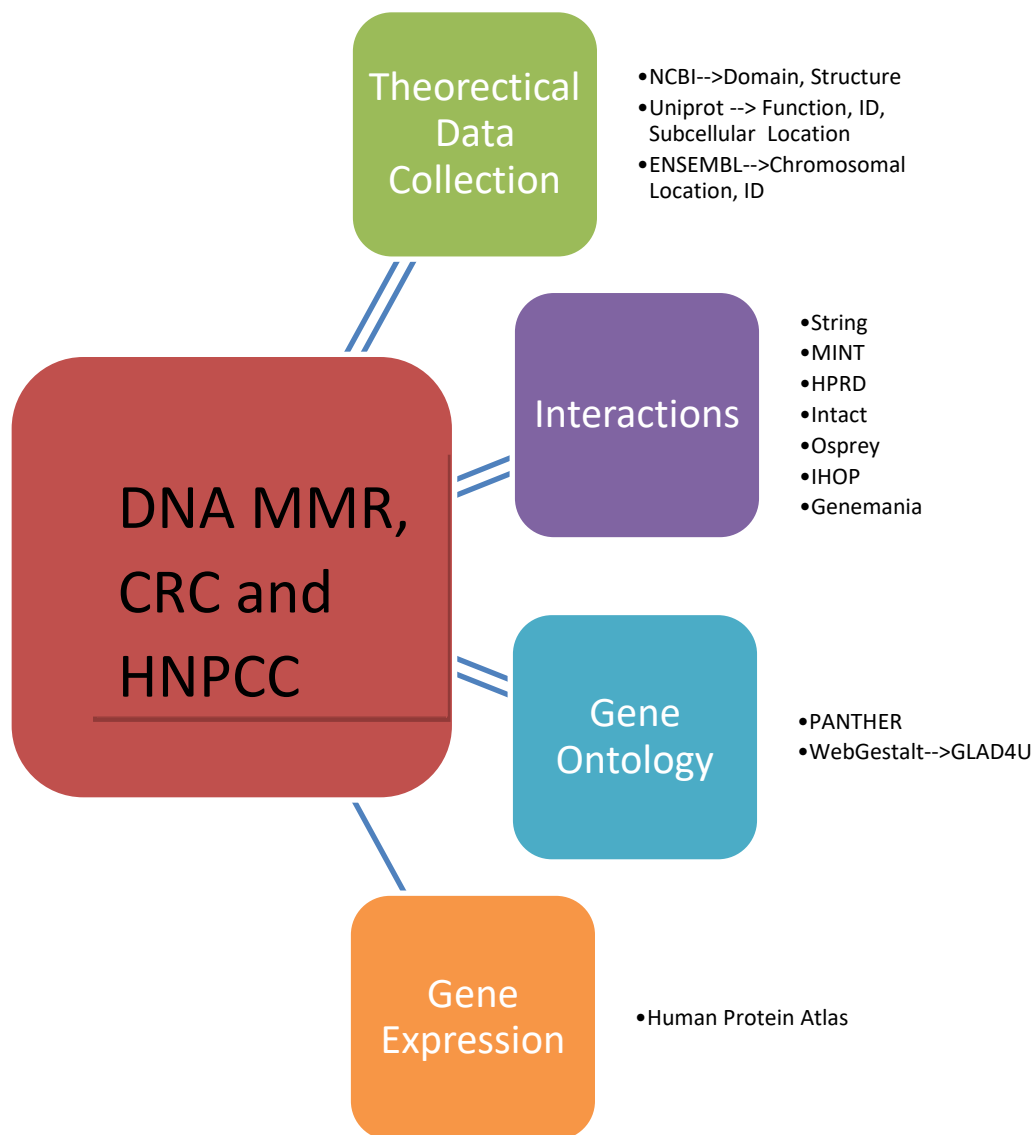 Theorectical
Data
Collection
•NCBI-->Domain, Structure
•Uniprot --> Function, ID,
Subcellular Location
•ENSEMBL-->Chromosomal
Location, ID
Interactions
•String
•MINT
•HPRD
•Intact
•Osprey
•IHOP
•Genemania
DNA MMR,
CRC and
HNPCC
Gene
Ontology
•PANTHER
•WebGestalt-->GLAD4U
Gene
Expression
•Human Protein Atlas